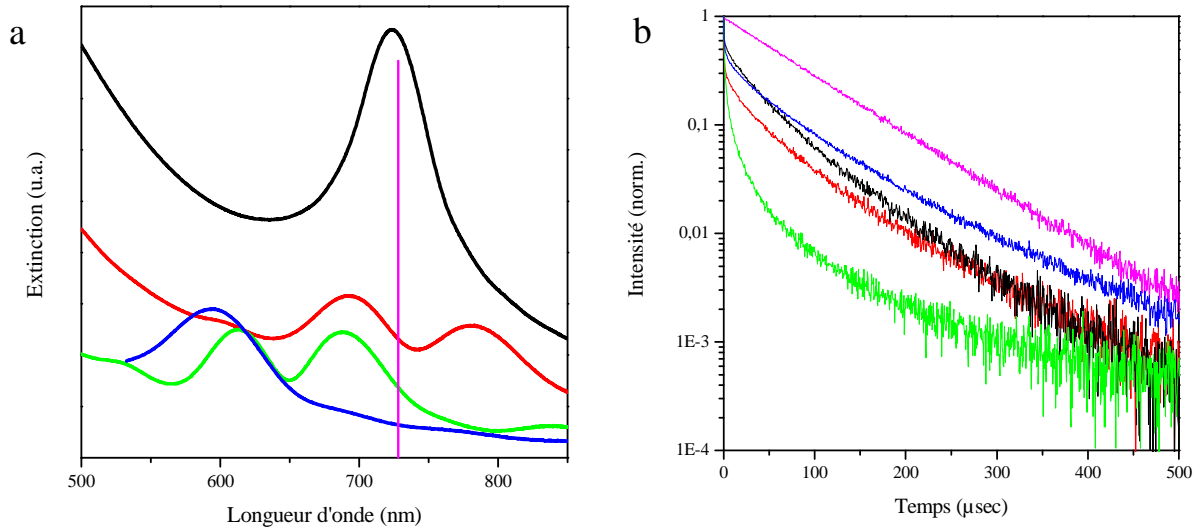 a
Extinction (u.a.)
500
600
700
800
Longueur d'onde (nm)
b
Intensité (norm.)
1
0,1
0,01
1E-3
1E-4
0
100
200
300
400
500
Temps (µsec)